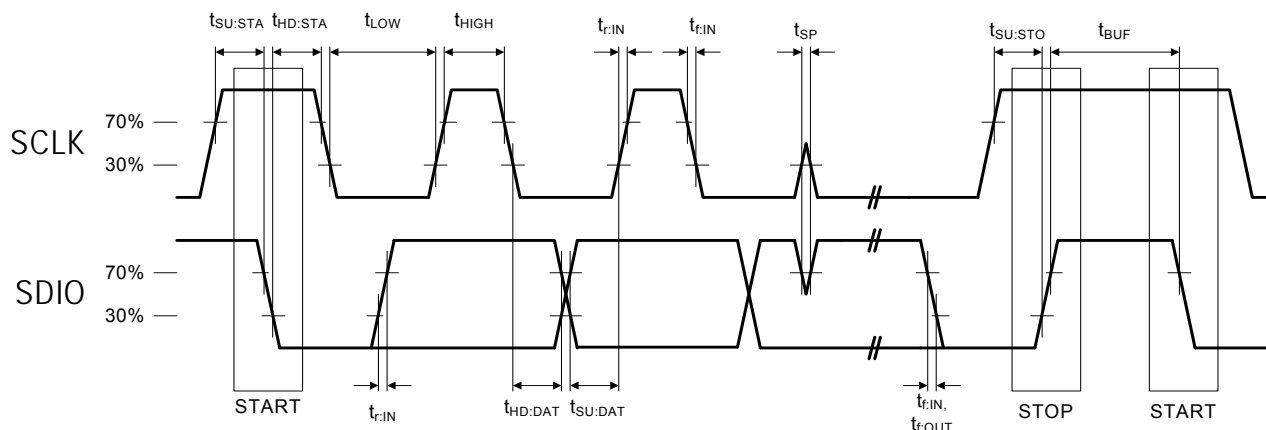 tSU:STA tHD:STA tLOW tHIGH tr:IN tf:IN tSP tSU:STO tBUF
SCLK
70%
30%
SDIO
70%
30%
START
tr:IN
tHD:DAT tSU:DAT
tf:IN,
tf:OUT
STOP
START